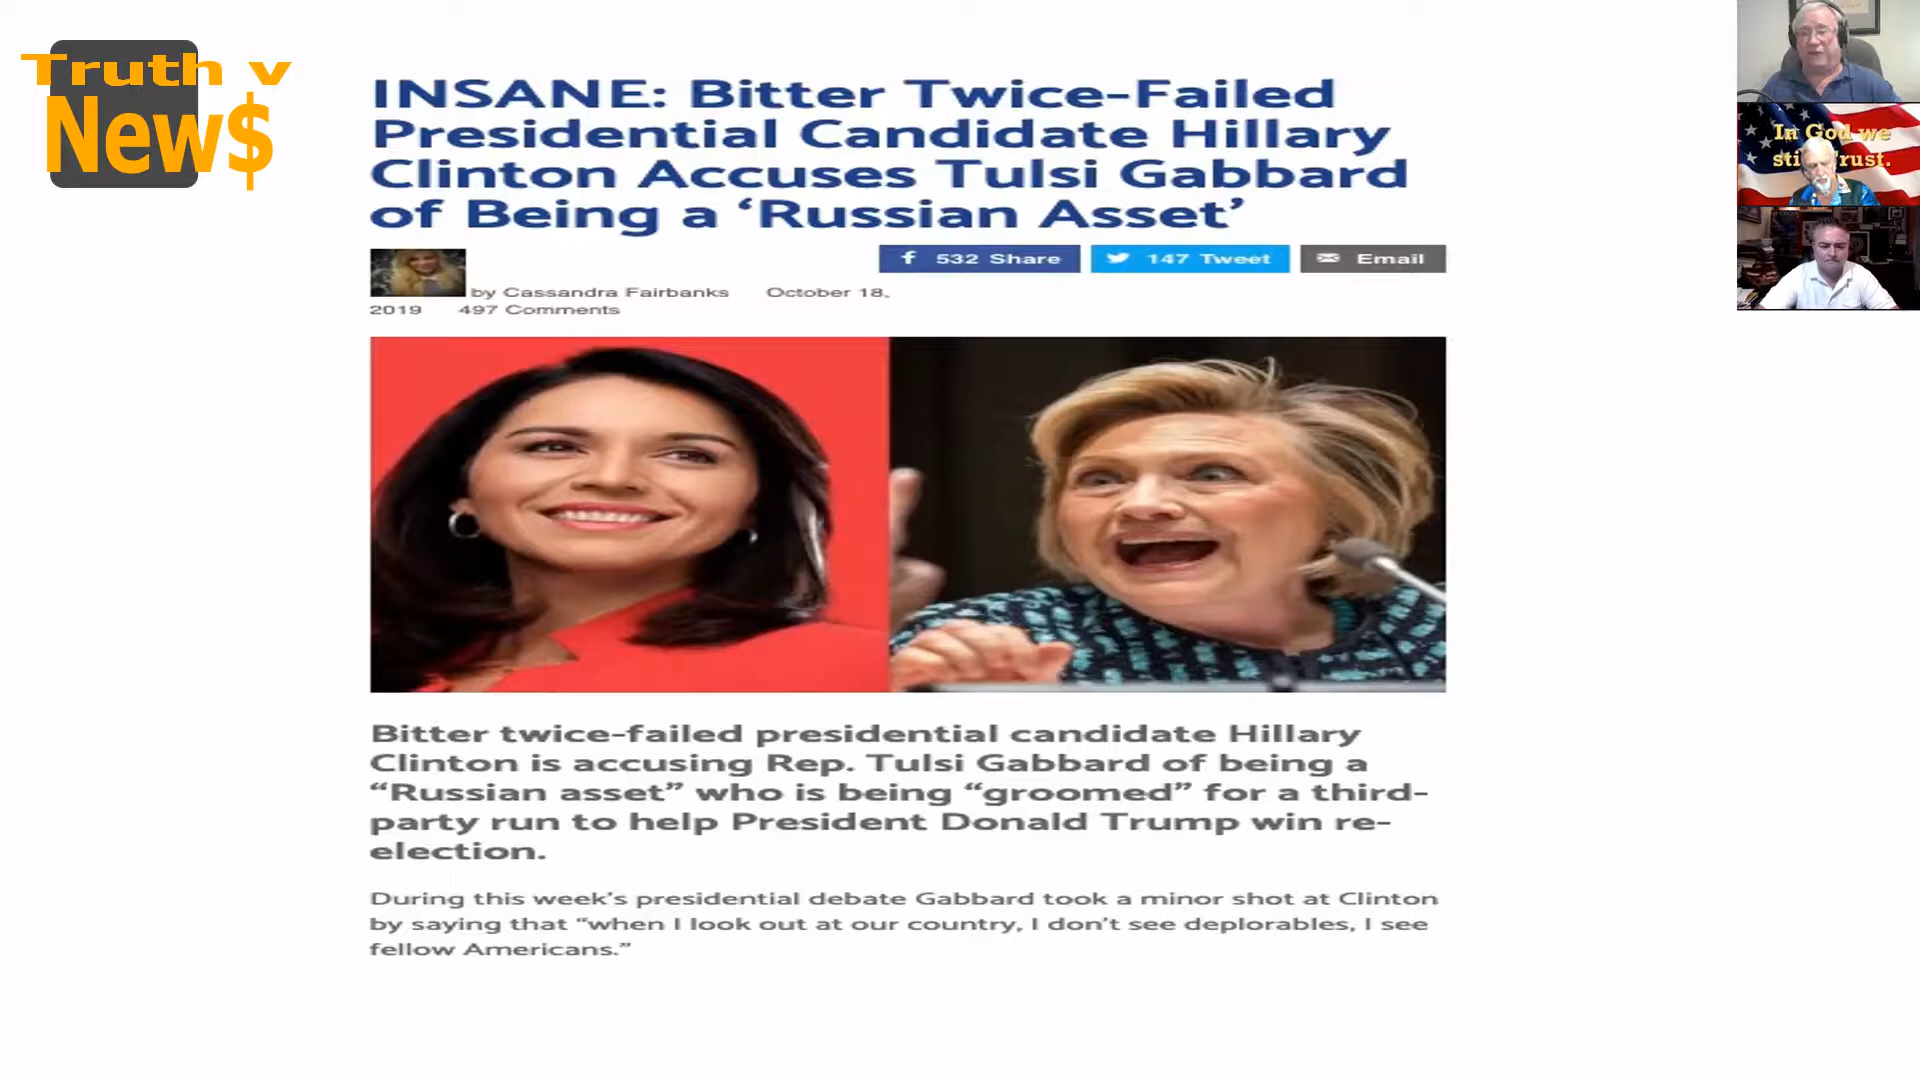 Truth v
New$
INSANE: Bitter Twice-Failed
Presidential Candidate Hillary
Clinton Accuses Tulsi Gabbard
of Being a ‘Russian Asset’
f 532 Share
147 Tweet
Email
by Cassandra Fairbanks October 18,
2019 497 Comments
Bitter twice-failed presidential candidate Hillary
Clinton is accusing Rep. Tulsi Gabbard of being a
“Russian asset” who is being “groomed” for a third-
party run to help President Donald Trump win re-
election.
During this week’s presidential debate Gabbard took a minor shot at Clinton
by saying that “when I look out at our country, I don’t see deplorables, I see
fellow Americans.”
In God we
rust.